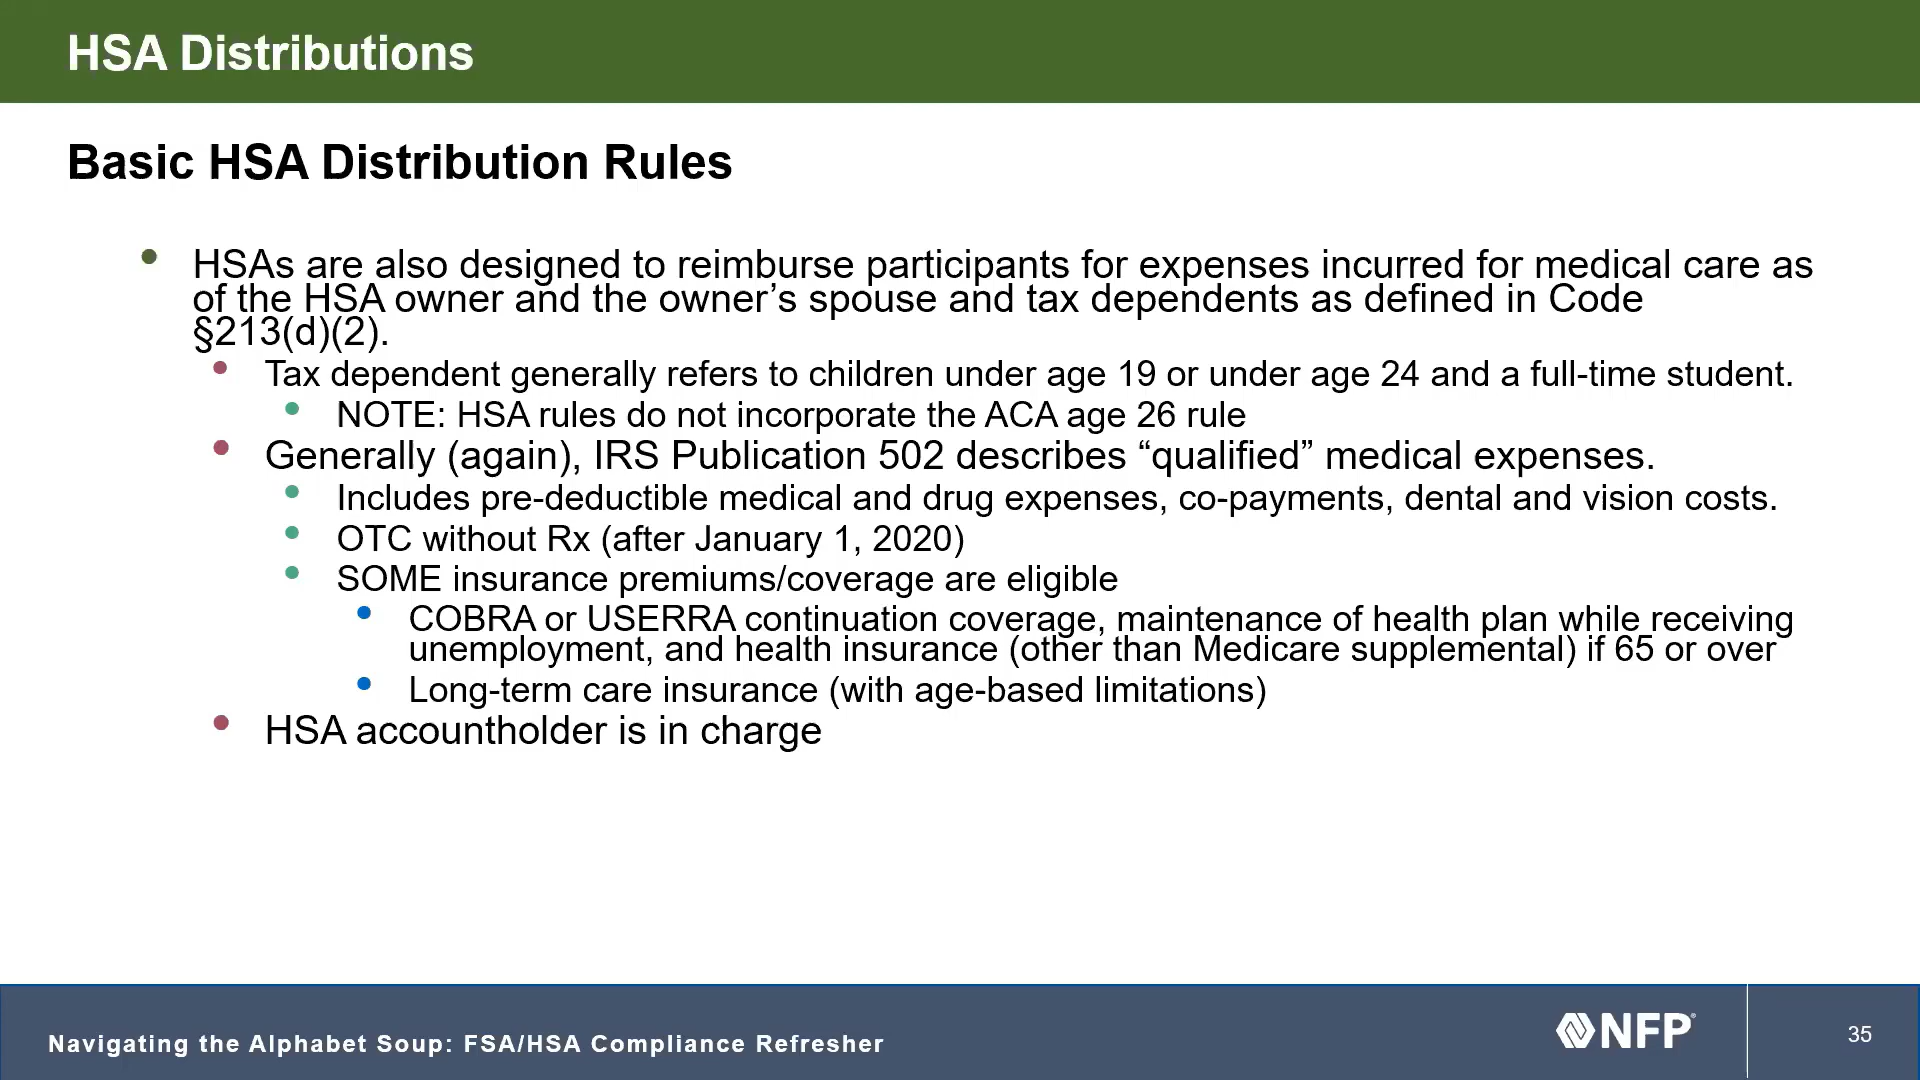 HSA Distributions
Basic HSA Distribution Rules
HSAs are also designed to reimburse participants for expenses incurred for medical care as
of the HSA owner and the owner’s spouse and tax dependents as defined in Code
§213(d)(2).
Tax dependent generally refers to children under age 19 or under age 24 and a full-time student.
NOTE: HSA rules do not incorporate the ACA age 26 rule
Generally (again), IRS Publication 502 describes “qualified” medical expenses.
Includes pre-deductible medical and drug expenses, co-payments, dental and vision costs.
OTC without Rx (after January 1, 2020)
SOME insurance premiums/coverage are eligible
COBRA or USERRA continuation coverage, maintenance of health plan while receiving
unemployment, and health insurance (other than Medicare supplemental) if 65 or over
Long-term care insurance (with age-based limitations)
HSA accountholder is in charge
Navigating the Alphabet Soup: FSA/HSA Compliance Refresher
NFP®
35